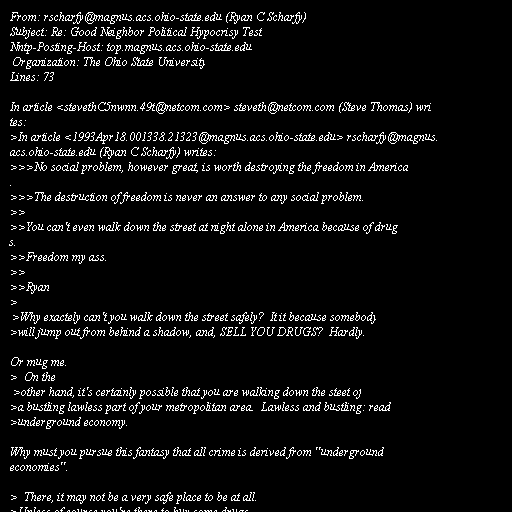 From: rscharfy@magnus.acs.ohio-state.edu (Ryan C Scharfy)
Subject: Re: Good Neighbor Political Hypocrisy Test
Nntp-Posting-Host: top.magnus.acs.ohio-state.edu
 Organization: The Ohio State University
Lines: 73

In article <stevethC5nwnn.49t@netcom.com> steveth@netcom.com (Steve Thomas) wri
tes:
>In article <1993Apr18.001338.21323@magnus.acs.ohio-state.edu> rscharfy@magnus.
acs.ohio-state.edu (Ryan C Scharfy) writes:
>>>No social problem, however great, is worth destroying the freedom in America
.
>>>The destruction of freedom is never an answer to any social problem.
>>
>>You can't even walk down the street at night alone in America because of drug
s.
>>Freedom my ass.
>>
>>Ryan
>
 >Why exactely can't you walk down the street safely?  It it because somebody
>will jump out from behind a shadow, and, SELL YOU DRUGS?  Hardly.

Or mug me.
>  On the
 >other hand, it's certainly possible that you are walking down the steet of
>a bustling lawless part of your metropolitan area.  Lawless and bustling: read
>underground economy.

Why must you pursue this fantasy that all crime is derived from "underground
economies".

>  There, it may not be a very safe place to be at all.
>Unless of course you're there to buy some drugs.